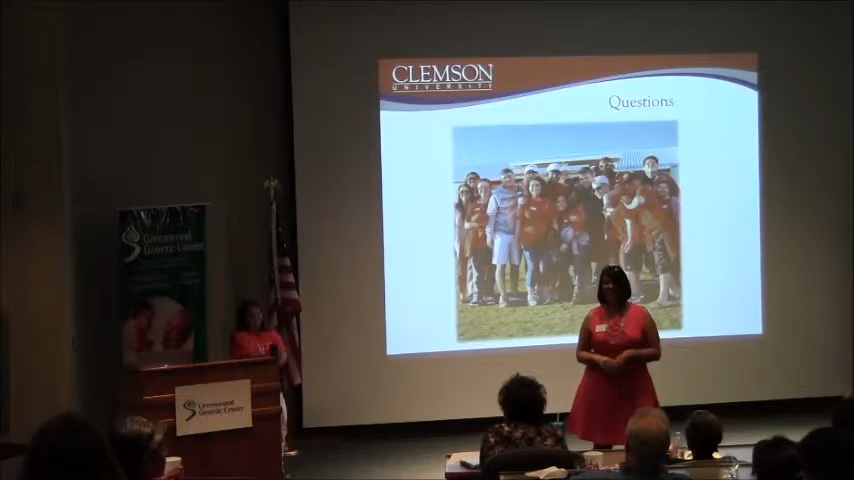 CLEMSON
UNIVERSITY
Questions
Greenwood
Genetic Center
Greenwood
Genetic Center